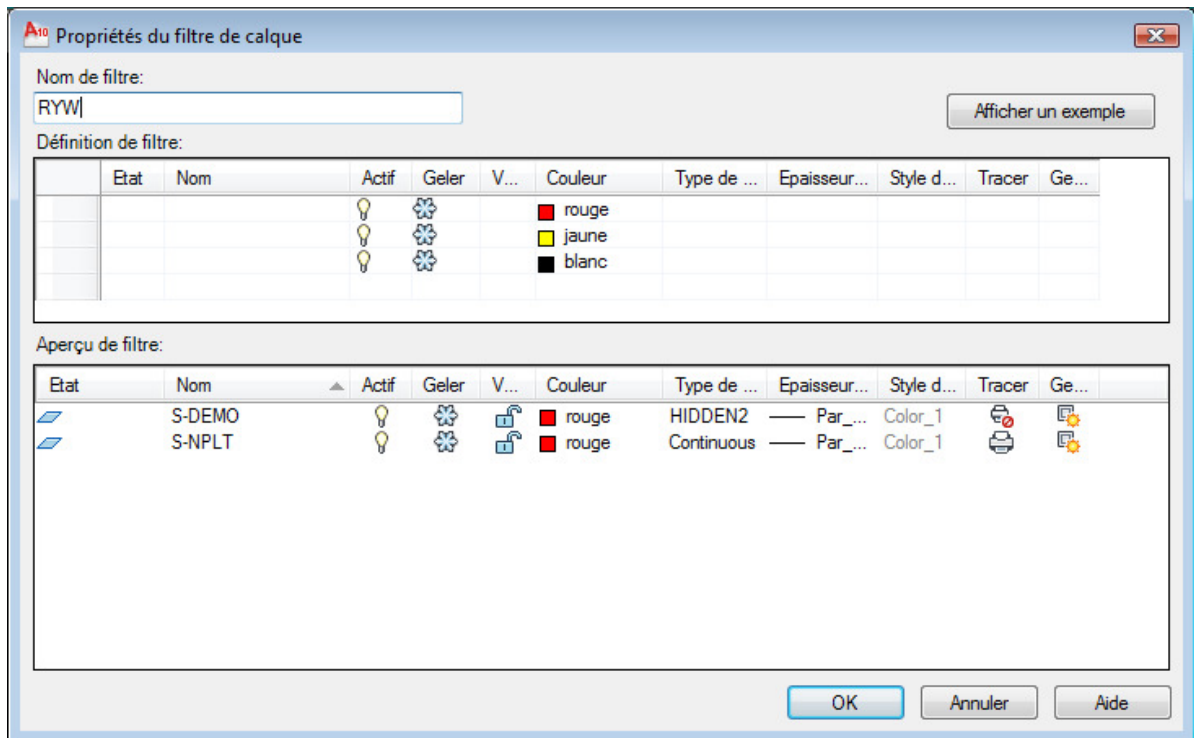 A10 Propriétés du filtre de calque
Nom de filtre:
RYW
Afficher un exemple
Définition de filtre:
Etat Nom Actif Geler V... Couleur Type de ... Epaisseur... Style d... Tracer Ge...
rouge
jaune
blanc
Aperçu de filtre:
Etat Nom Actif Geler V... Couleur Type de ... Epaisseur... Style d... Tracer Ge...
S-DEMO rouge HIDDEN2 Par_... Color_1
S-NPLT rouge Continuous Par_... Color_1
OK Annuler Aide